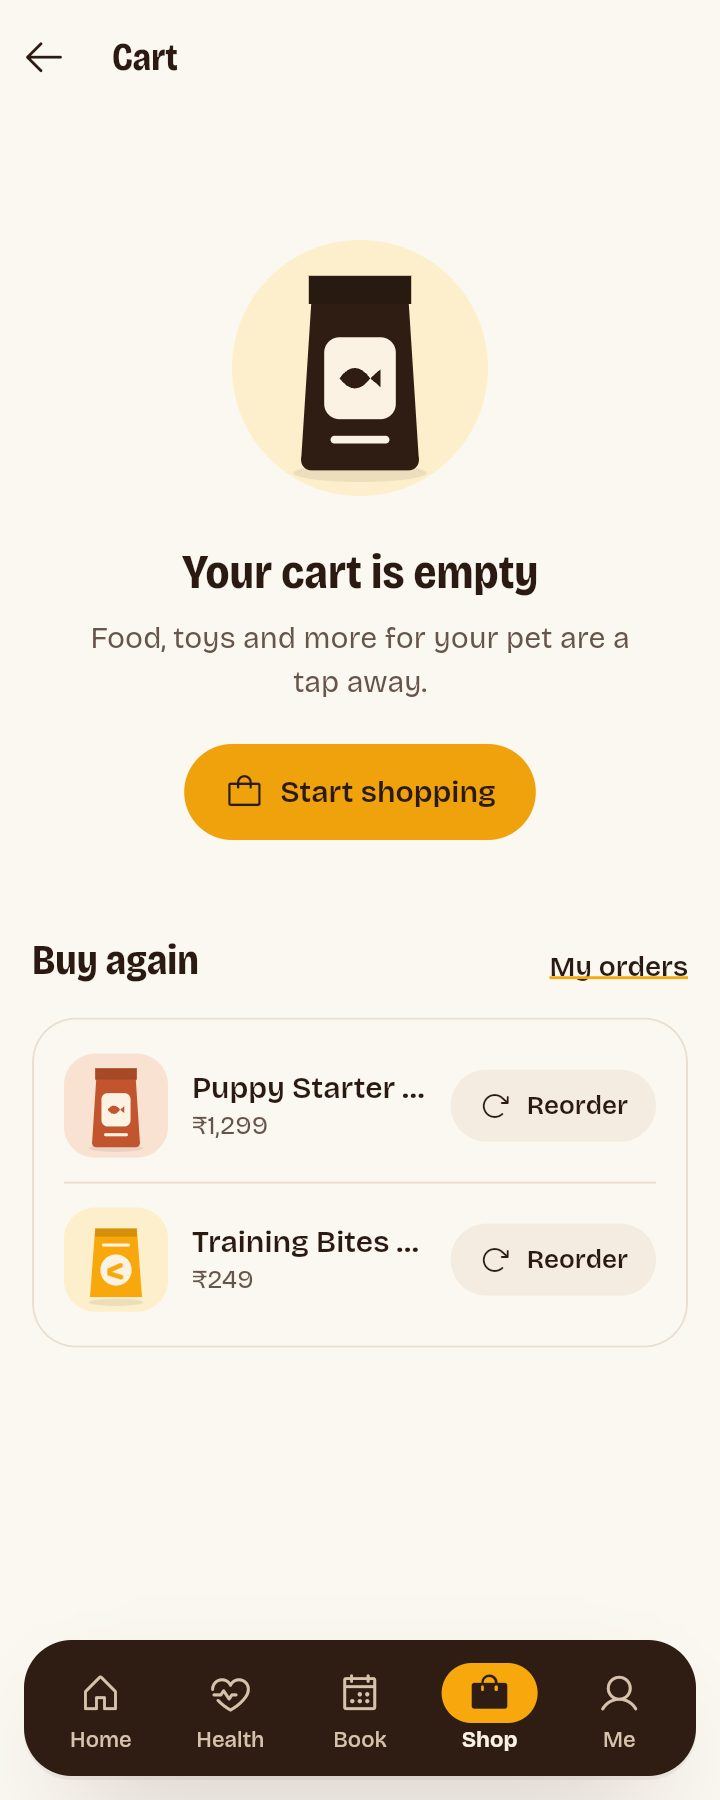 Cart
Your cart is empty
Food, toys and more for your pet are a
tap away.
Start shopping
Buy again
My orders
Puppy Starter ...
₹1,299
Reorder
Training Bites ...
₹249
Reorder
Home
Health
Book
Shop
Me